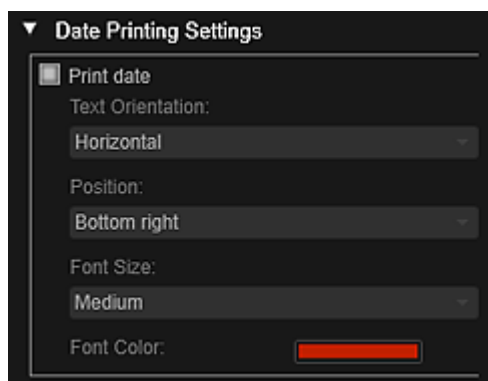 Date Printing Settings
Print date
Text Orientation:
Horizontal
Position:
Bottom right
Font Size:
Medium
Font Color: